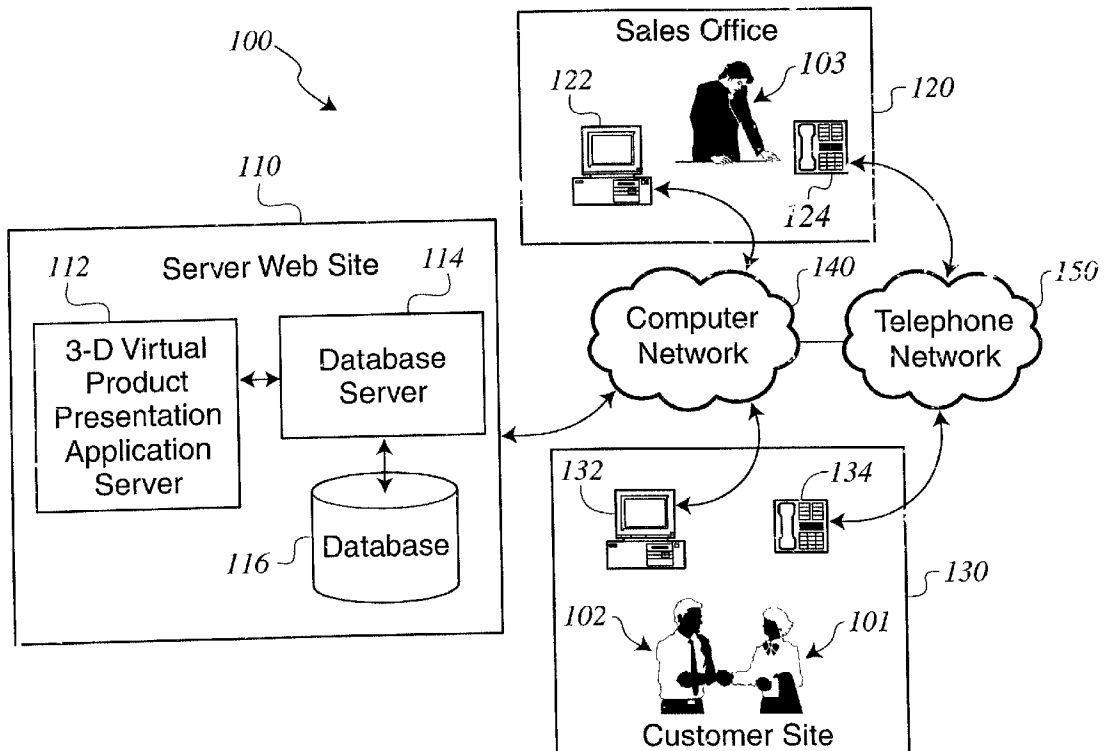 100
Sales Office
103
122
120
124
110
Server Web Site
112
114
3-D Virtual
Product
Presentation
Application
Server
Database
Server
116
Database
140
Computer
Network
150
Telephone
Network
132
134
130
102
101
Customer Site